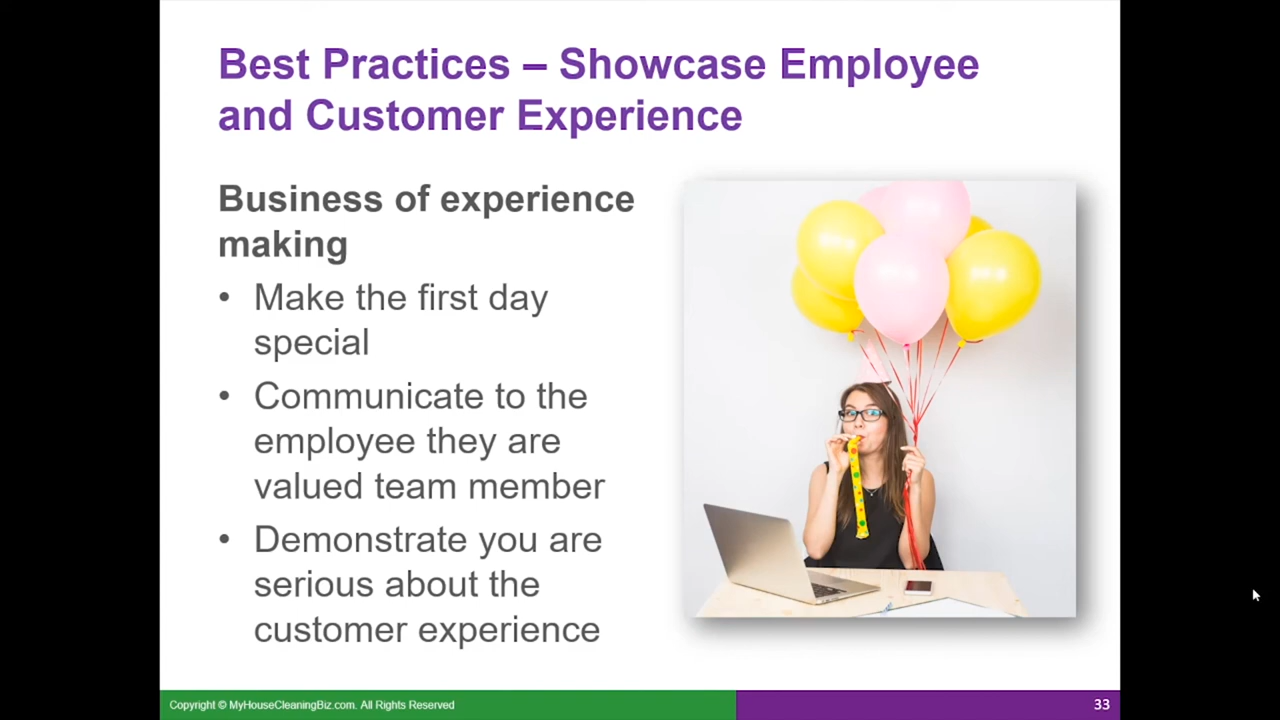 Best Practices – Showcase Employee
and Customer Experience
Business of experience
making
• Make the first day
special
• Communicate to the
employee they are
valued team member
• Demonstrate you are
serious about the
customer experience
Copyright © MyHouseCleaningBiz.com. All Rights Reserved
33